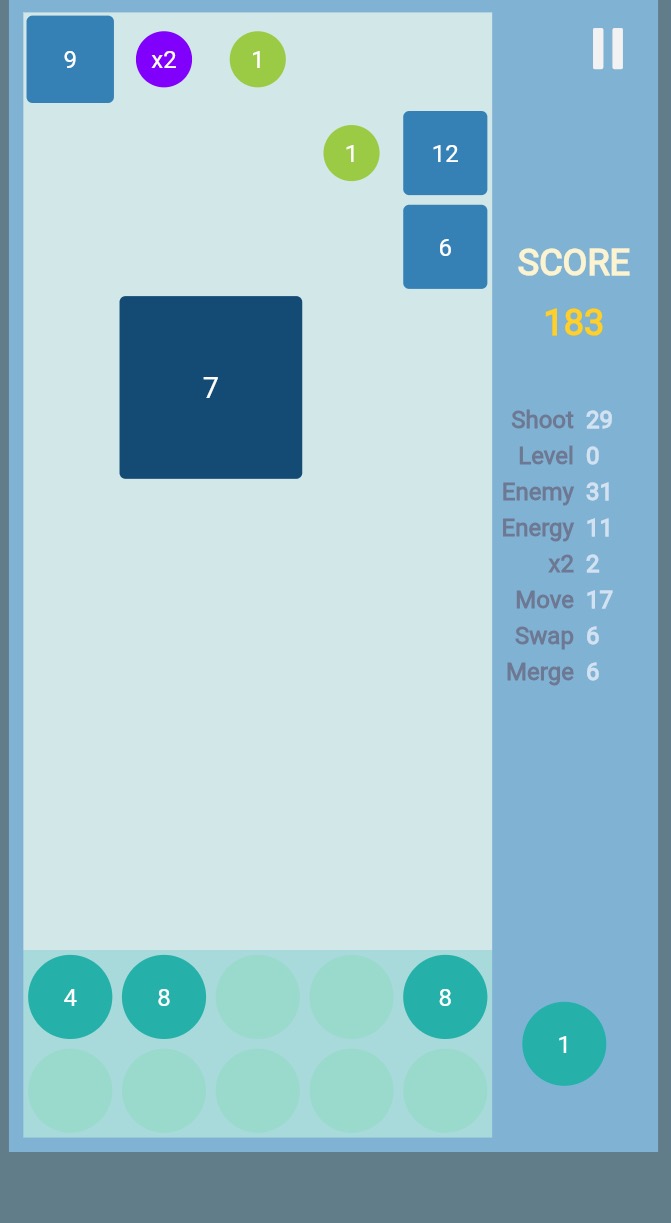 9 x2 1
1 12
6
7
SCORE
183
Shoot 29
Level 0
Enemy 31
Energy 11
x2 2
Move 17
Swap 6
Merge 6
4 8 8
1